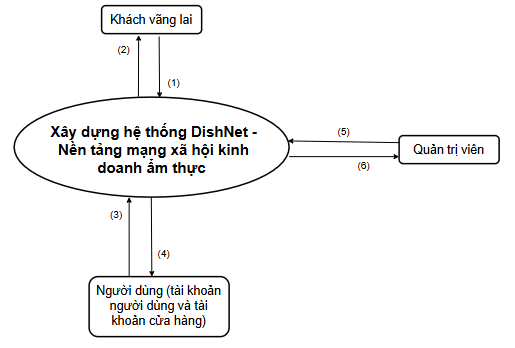 Khách vãng lai
(2)
(1)
Xây dựng hệ thống DishNet -
Nền tảng mạng xã hội kinh
doanh ẩm thực
(5)
(6)
Quản trị viên
(3)
(4)
Người dùng (tài khoản
người dùng và tài
khoản cửa hàng)